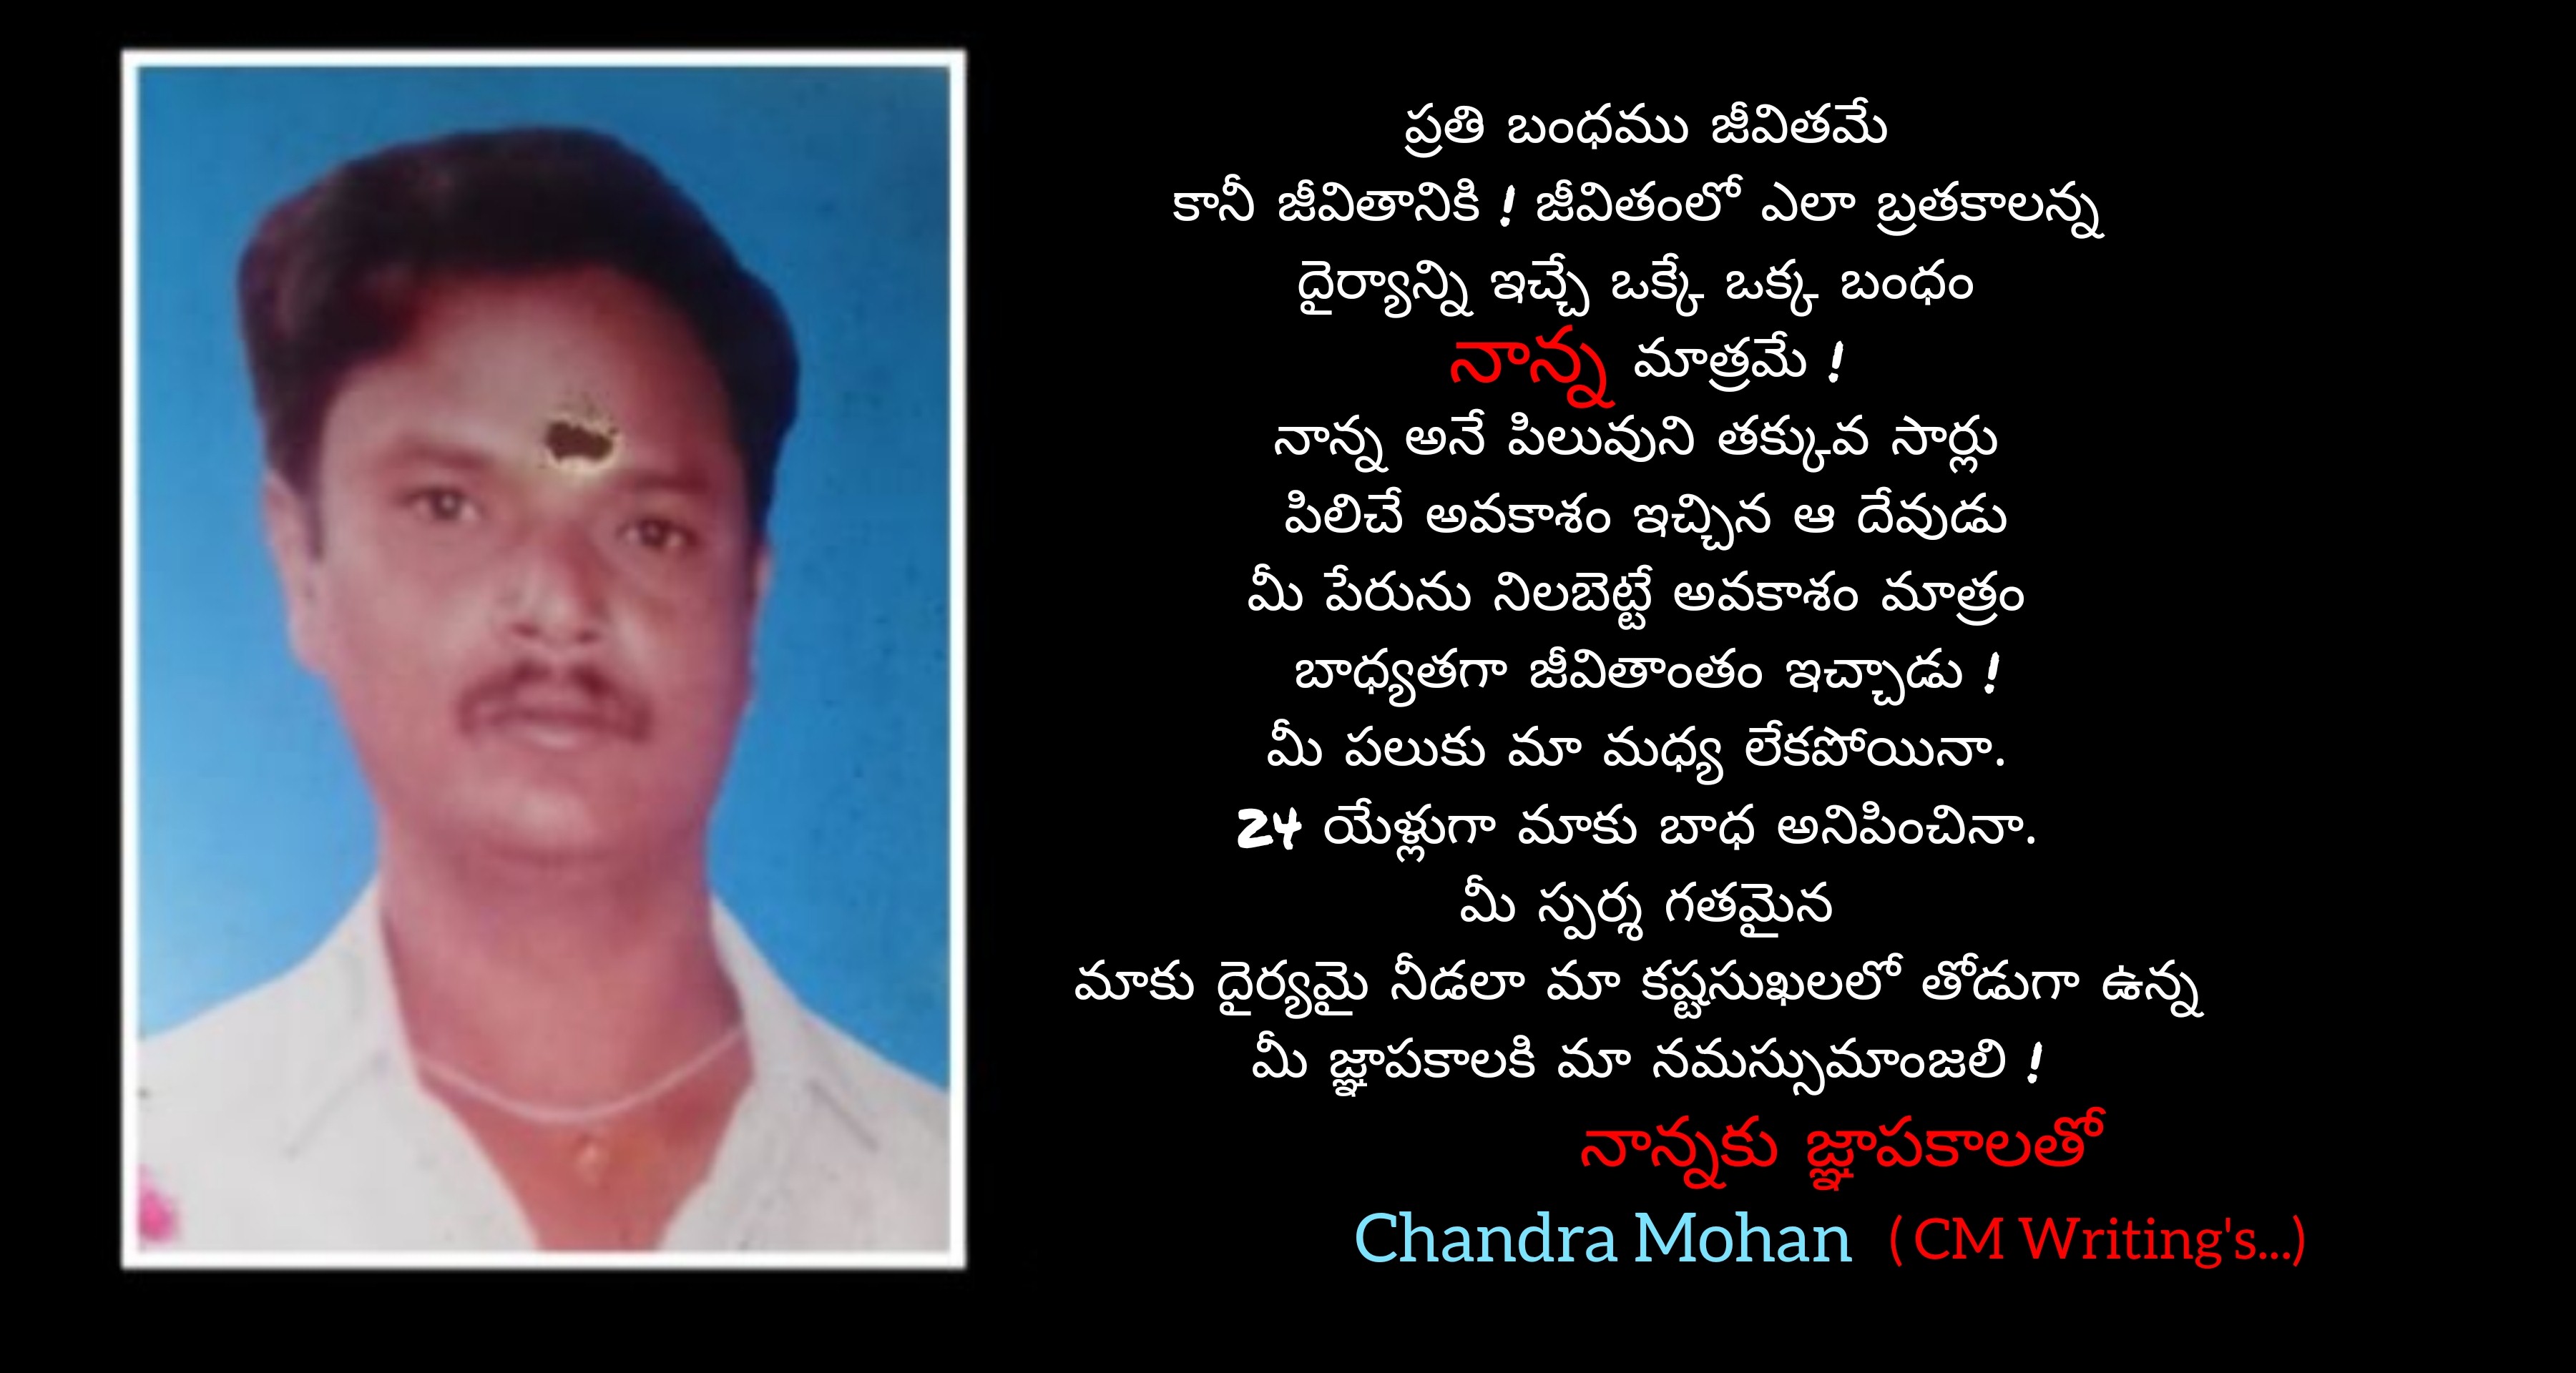 ప్రతి బంధము జీవితమే
కానీ జీవితానికి ! జీవితంలో ఎలా బ్రతకాలన్న
దైర్యాన్ని ఇచ్చే ఒక్కే ఒక్క బంధం
నాన్న మాత్రమే !
నాన్న అనే పిలువుని తక్కువ సార్లు
పిలిచే అవకాశం ఇచ్చిన ఆ దేవుడు
మీ పేరును నిలబెట్టే అవకాశం మాత్రం
బాధ్యతగా జీవితాంతం ఇచ్చాడు !
మీ పలుకు మా మధ్య లేకపోయినా.
24 యేళ్లుగా మాకు బాధ అనిపించినా.
మీ స్పర్శ గతమైన
మాకు ధైర్యమై నీడలా మా కష్టసుఖలలో తోడుగా ఉన్న
మీ జ్ఞాపకాలకి మా నమస్సుమాంజలి !
నాన్నకు జ్ఞాపకాలతో
Chandra Mohan ( CM Writing's...)